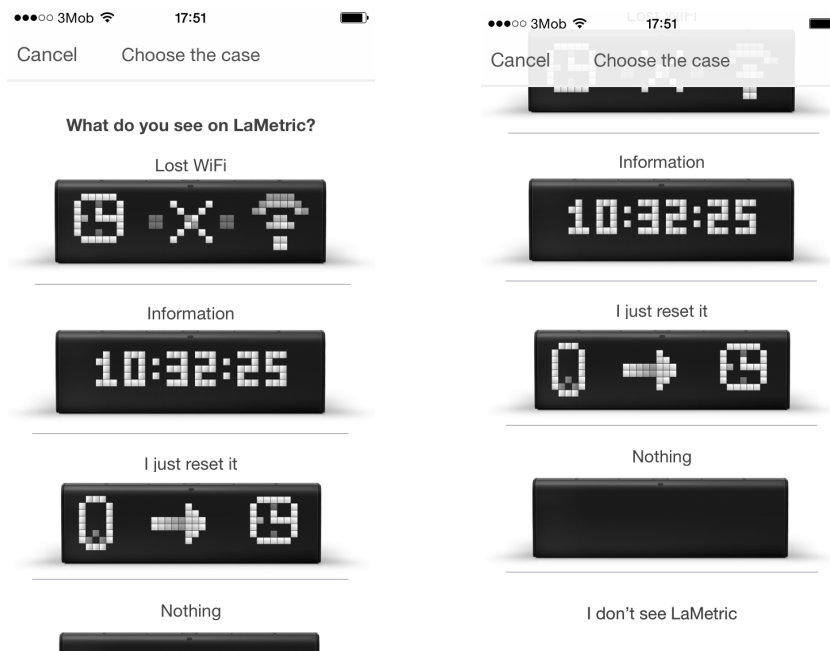 3Mob 17:51
Cancel Choose the case
What do you see on LaMetric?
Lost WiFi
Information
10:32:25
I just reset it
Nothing
3Mob 17:51
Lost WiFi
Cancel Choose the case
Information
10:32:25
I just reset it
Nothing
I don't see LaMetric